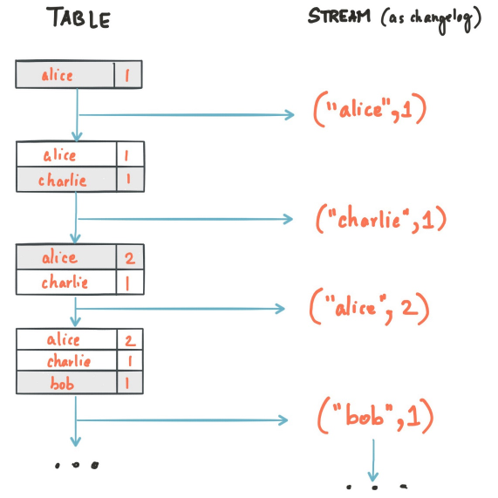 TABLE
STREAM (as changelog)
alice 1
("alice",1)
alice 1
charlie 1
("charlie",1)
alice 2
charlie 1
("alice", 2)
alice 2
charlie 1
bob 1
("bob",1)
...
...